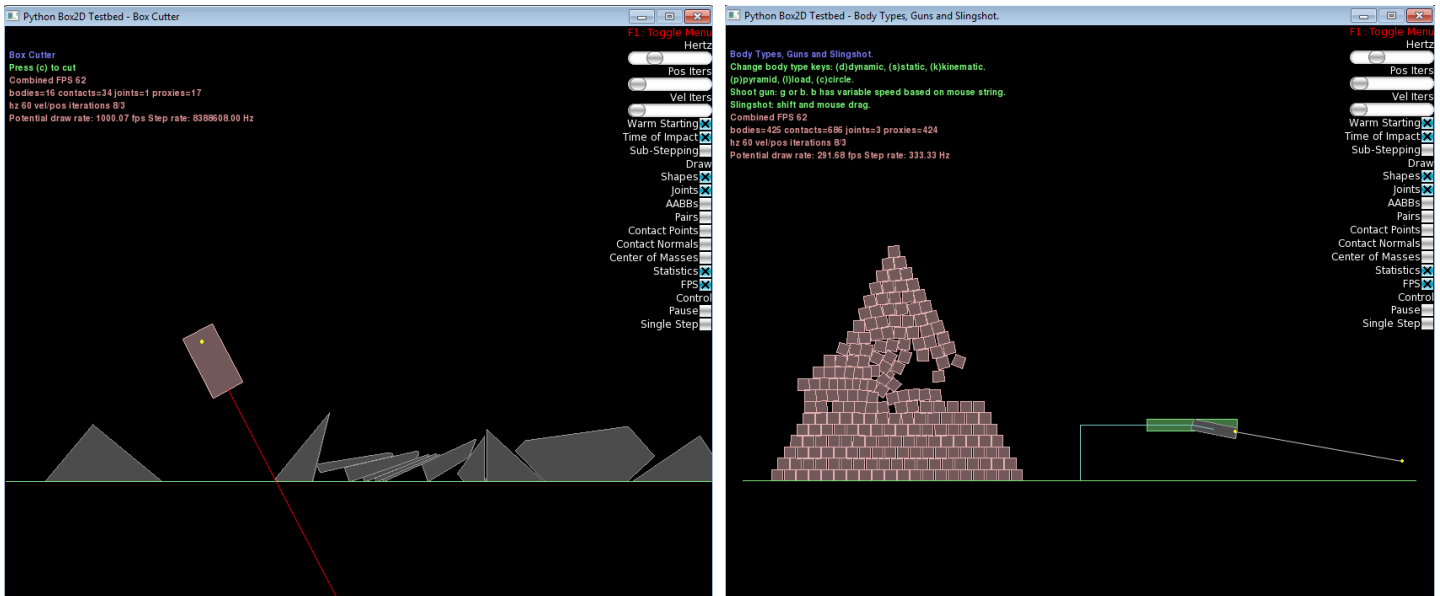 Python Box2D Testbed - Box Cutter
F1: Toggle Menu
Hertz
Box Cutter
Press (c) to cut
Pos Iters
Combined FPS 62
bodies=16 contacts=34 joints=1 proxies=17
Vel Iters
hz 60 vel/pos iterations 8/3
Potential draw rate: 1000.07 fps Step rate: 8388608.00 Hz
Warm Starting
Time of Impact
Sub-Stepping
Draw
Shapes
Joints
AABBs
Pairs
Contact Points
Contact Normals
Center of Masses
Statistics
FPS
Control
Pause
Single Step
Python Box2D Testbed - Body Types, Guns and Slingshot.
F1: Toggle Menu
Hertz
Body Types, Guns and Slingshot.
Change body type keys: (d)dynamic, (s)static, (k)kinematic.
Pos Iters
(p)pyramid, (l)load, (c)circle.
Shoot gun: g or b. b has variable speed based on mouse string.
Vel Iters
Slingshot: shift and mouse drag.
Combined FPS 62
bodies=425 contacts=686 joints=3 proxies=424
hz 60 vel/pos iterations 8/3
Potential draw rate: 291.68 fps Step rate: 333.33 Hz
Warm Starting
Time of Impact
Sub-Stepping
Draw
Shapes
Joints
AABBs
Pairs
Contact Points
Contact Normals
Center of Masses
Statistics
FPS
Control
Pause
Single Step